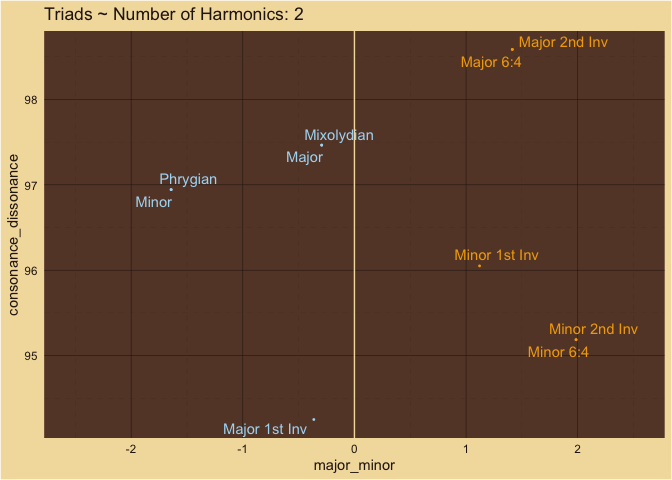 Triads ~ Number of Harmonics: 2
Major 2nd Inv
Major 6:4
98
Mixolydian
Major
97
Phrygian
Minor
Minor 1st Inv
96
Minor 2nd Inv
Minor 6:4
95
Major 1st Inv
consonance_dissonance
-2
-1
0
1
2
major_minor